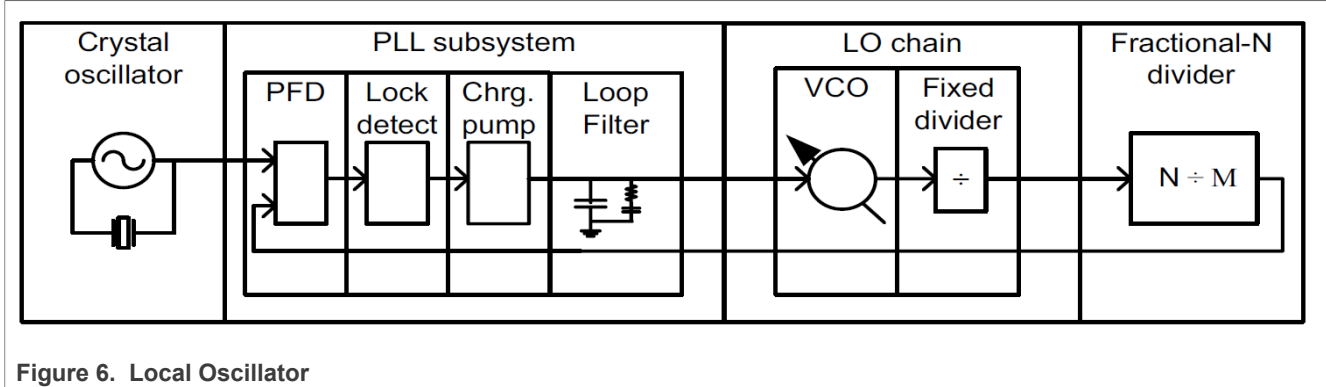 Crystal
oscillator
PLL subsystem
PFD
Lock
detect
Chrg.
pump
Loop
Filter
LO chain
VCO
Fixed
divider
÷
Fractional-N
divider
N ÷ M
Figure 6. Local Oscillator